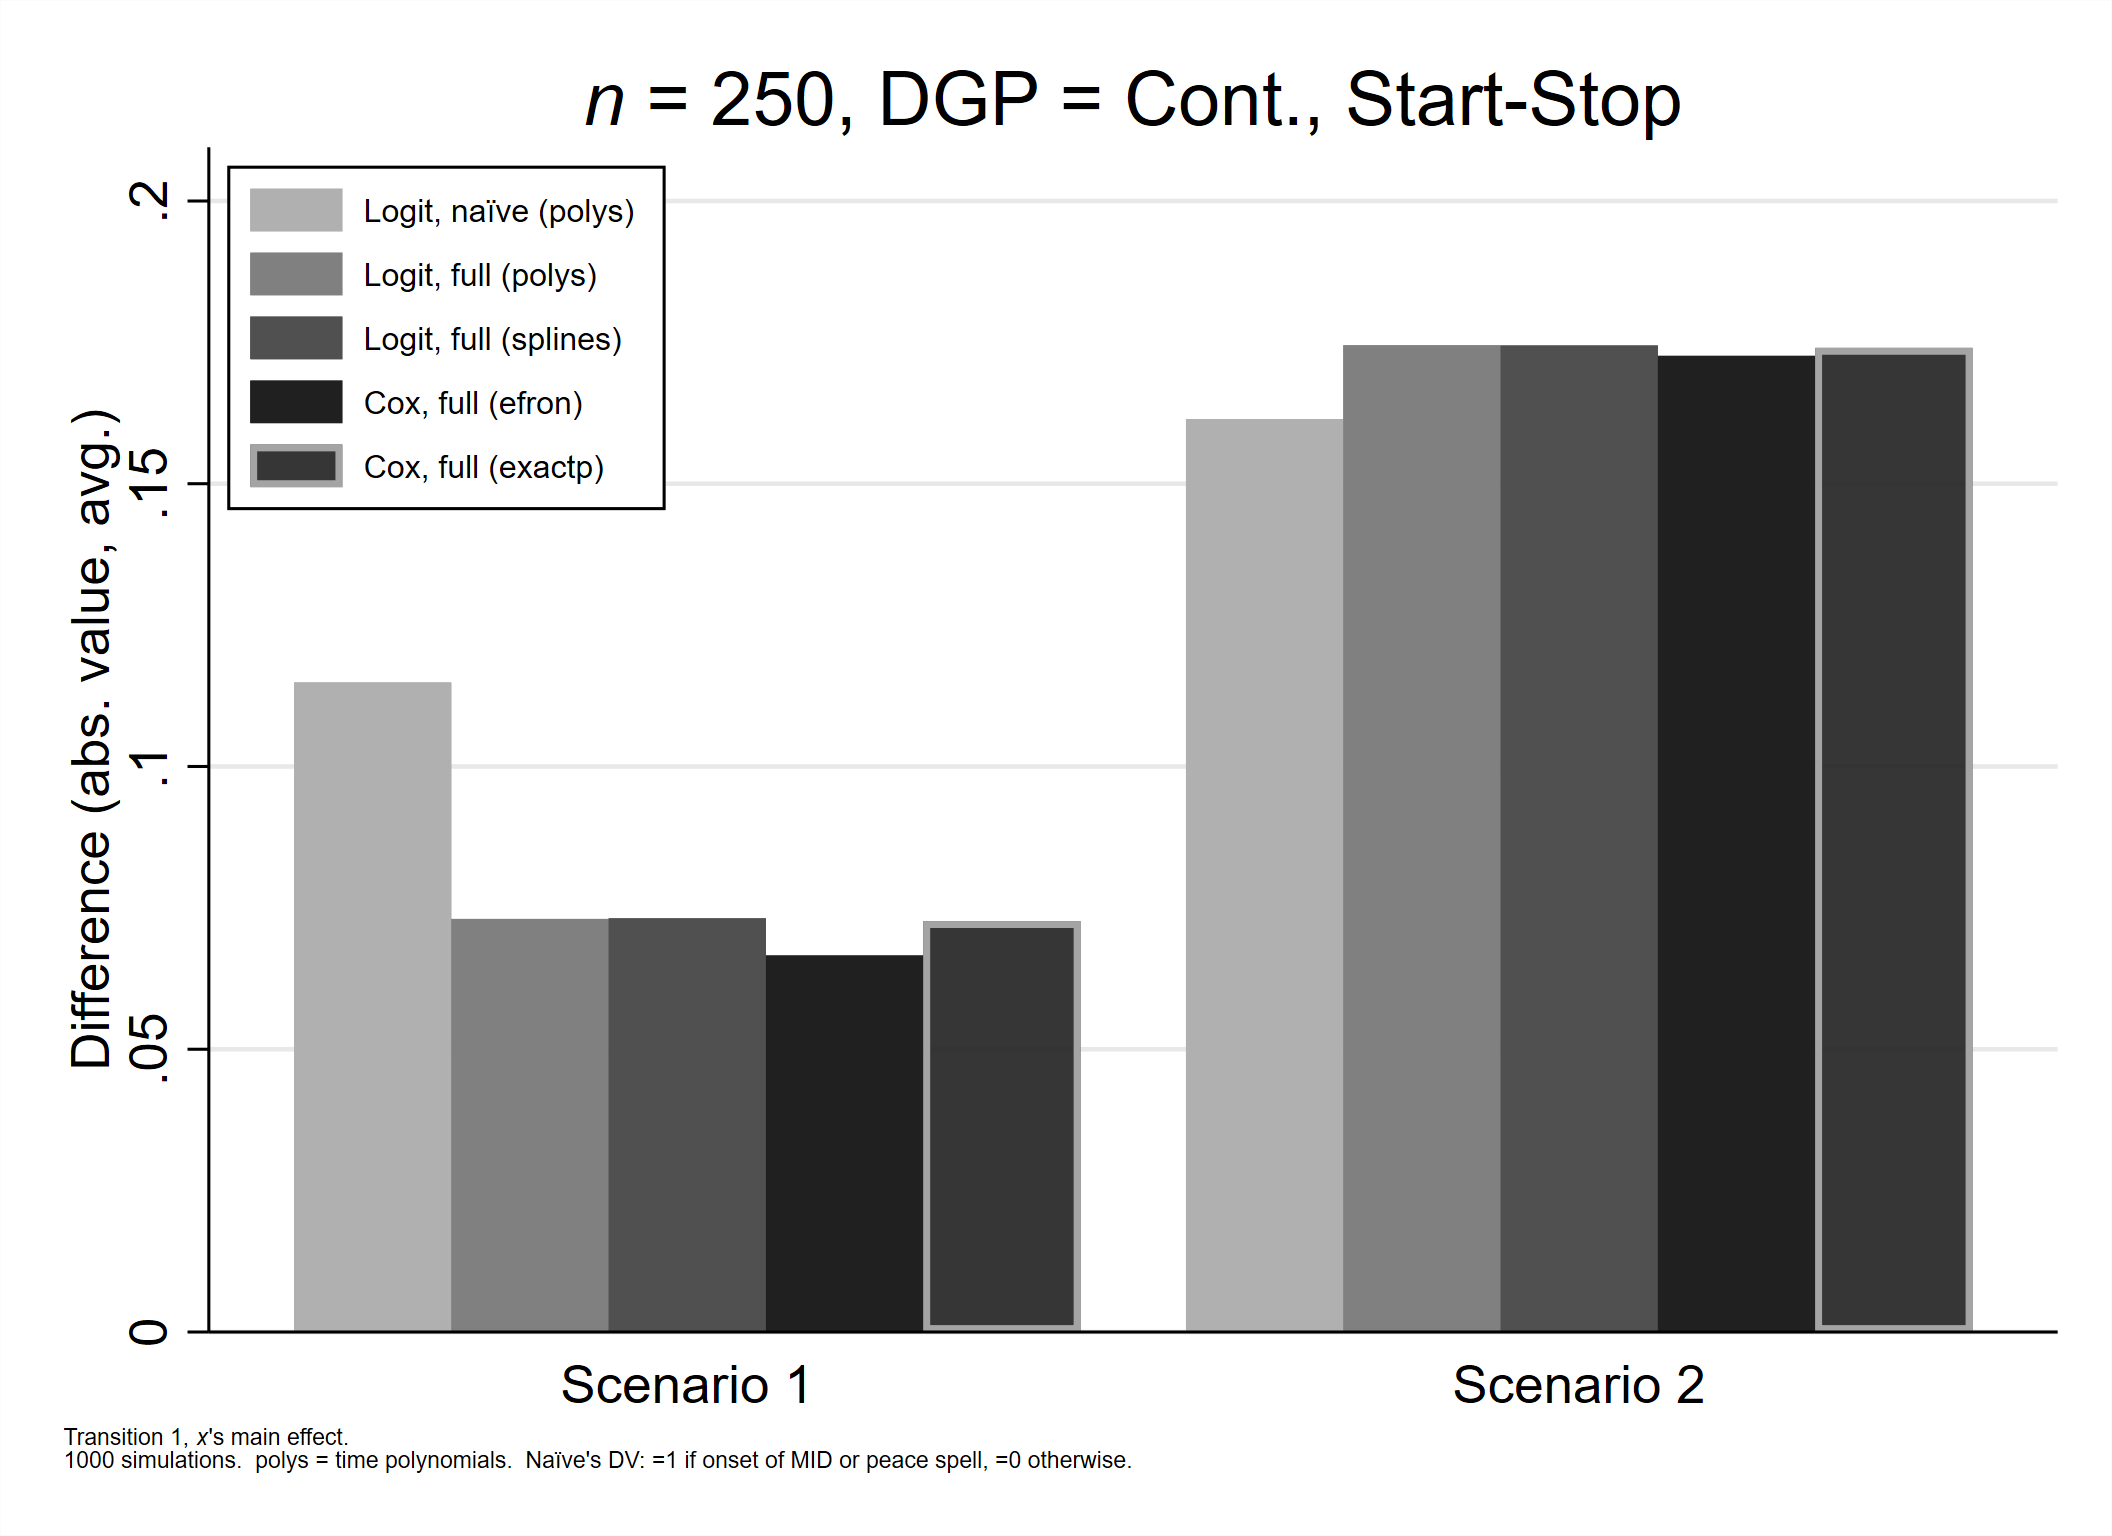 n = 250, DGP = Cont., Start-Stop
Logit, naïve (polys)
Logit, full (polys)
Logit, full (splines)
Cox, full (efron)
Cox, full (exactp)
Difference (abs. value, avg.)
.2
.15
.1
.05
0
Scenario 1
Scenario 2
Transition 1, x's main effect.
1000 simulations.  polys = time polynomials.  Naïve's DV: =1 if onset of MID or peace spell, =0 otherwise.